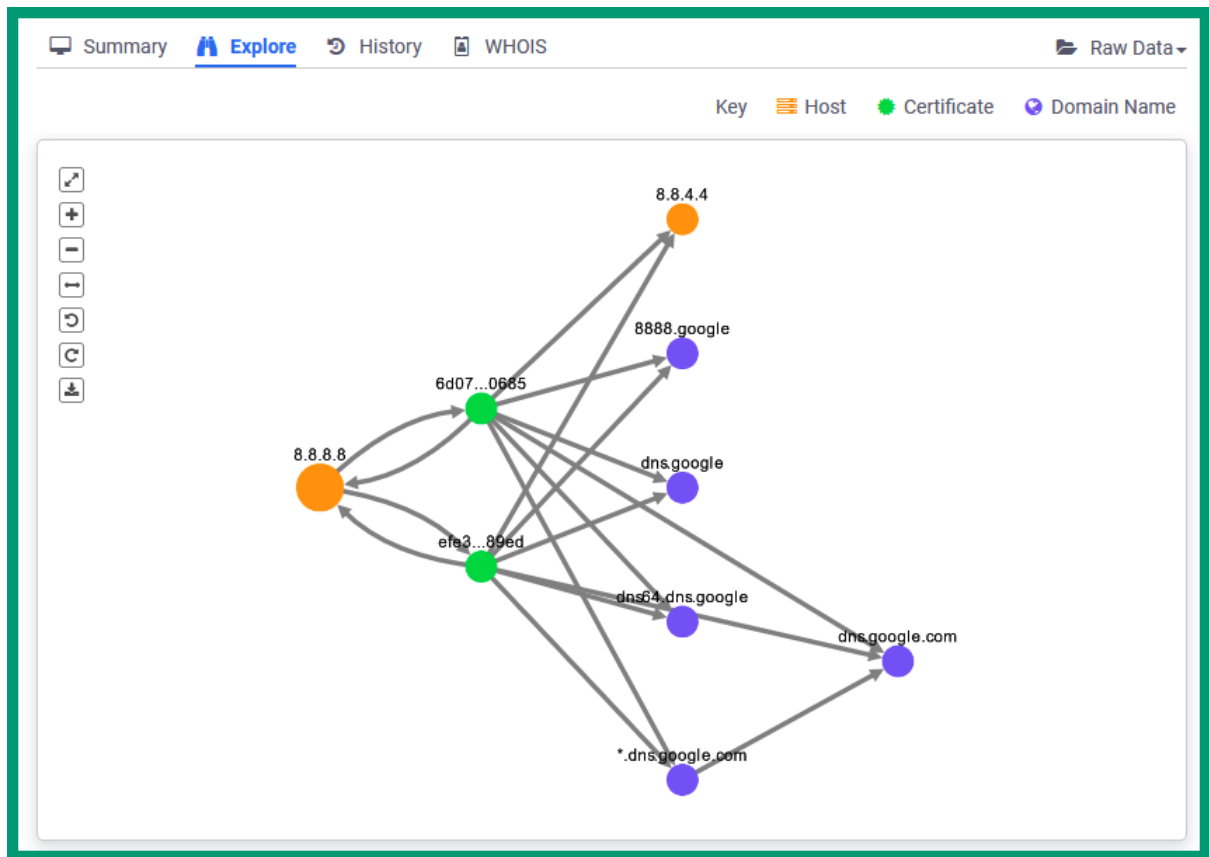 Summary Explore History WHOIS Raw Data
Key Host Certificate Domain Name
8.8.4.4
8888.google
6d07...0685
8.8.8.8
dns.google
efe3...89ed
dns64.dns.google
dns.google.com
*.dns.google.com